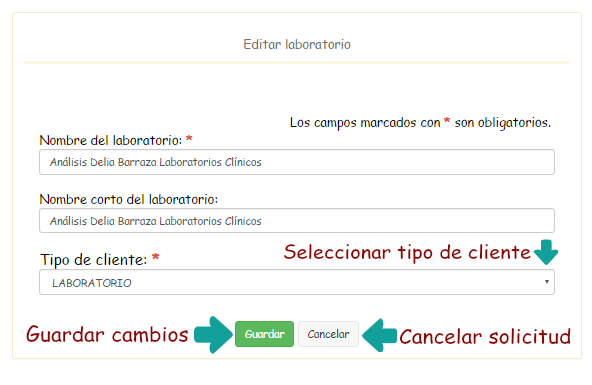 Editar laboratorio
Los campos marcados con * son obligatorios.
Nombre del laboratorio: *
Análisis Delia Barraza Laboratorios Clínicos
Nombre corto del laboratorio:
Análisis Delia Barraza Laboratorios Clínicos
Tipo de cliente: * Seleccionar tipo de cliente
LABORATORIO
Guardar cambios Guardar Cancelar Cancelar solicitud